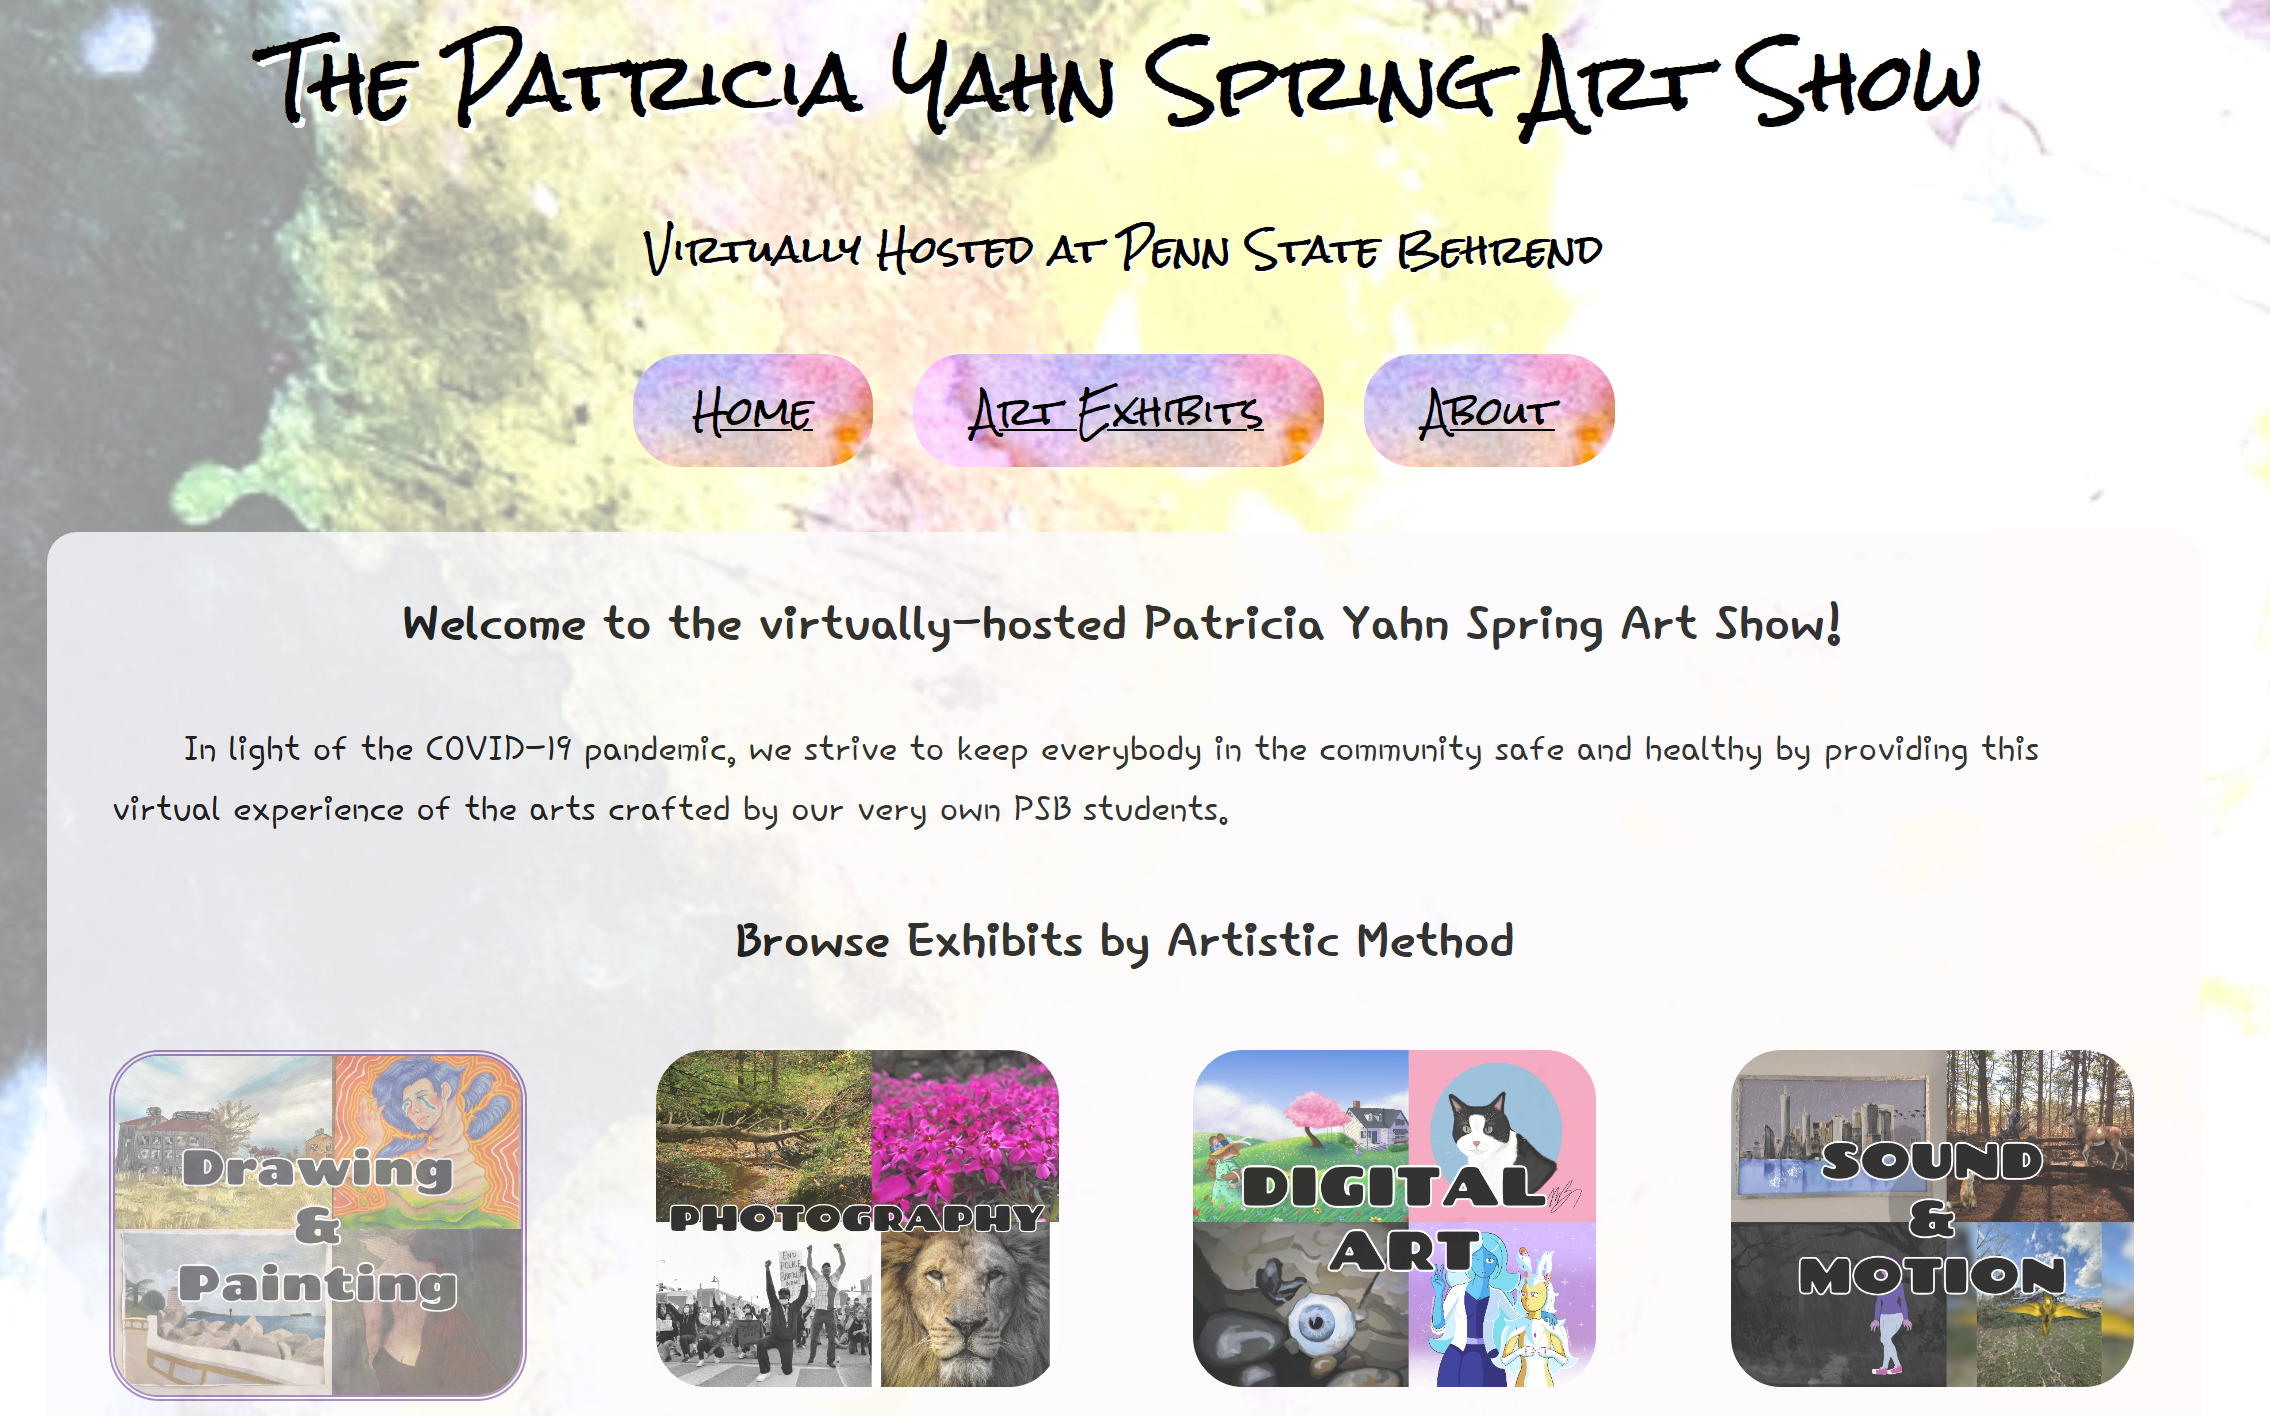 The Patricia Yahn Spring Art Show
Virtually Hosted at Penn State Behrend
Home Art Exhibits About
Welcome to the virtually-hosted Patricia Yahn Spring Art Show!
In light of the COVID-19 pandemic, we strive to keep everybody in the community safe and healthy by providing this
virtual experience of the arts crafted by our very own PSB students.
Browse Exhibits by Artistic Method
Drawing
&
Painting
PHOTOGRAPHY
END
POLICE
DIGITAL
ART
SOUND
&
MOTION